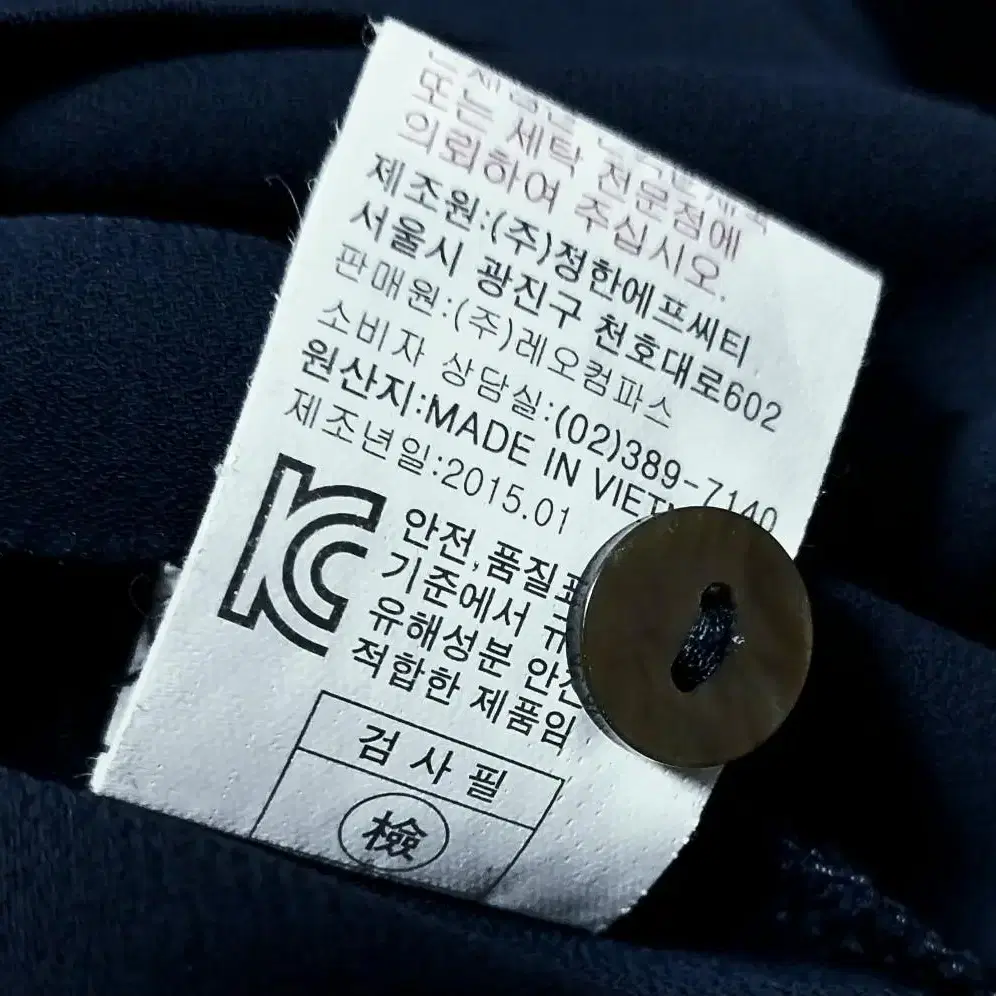 또는 세탁 전문점에
의뢰하여 주십시오.
제조원:(주)정한에프씨티
서울시 광진구 천호대로602
판매원:(주)레오컴파스
소비자 상담실:(02)389-7140
원산지:MADE IN
제조년일:2015.01
KC
안전,품질
기준에서
유해성분
적합한 제품임
검사필
檢